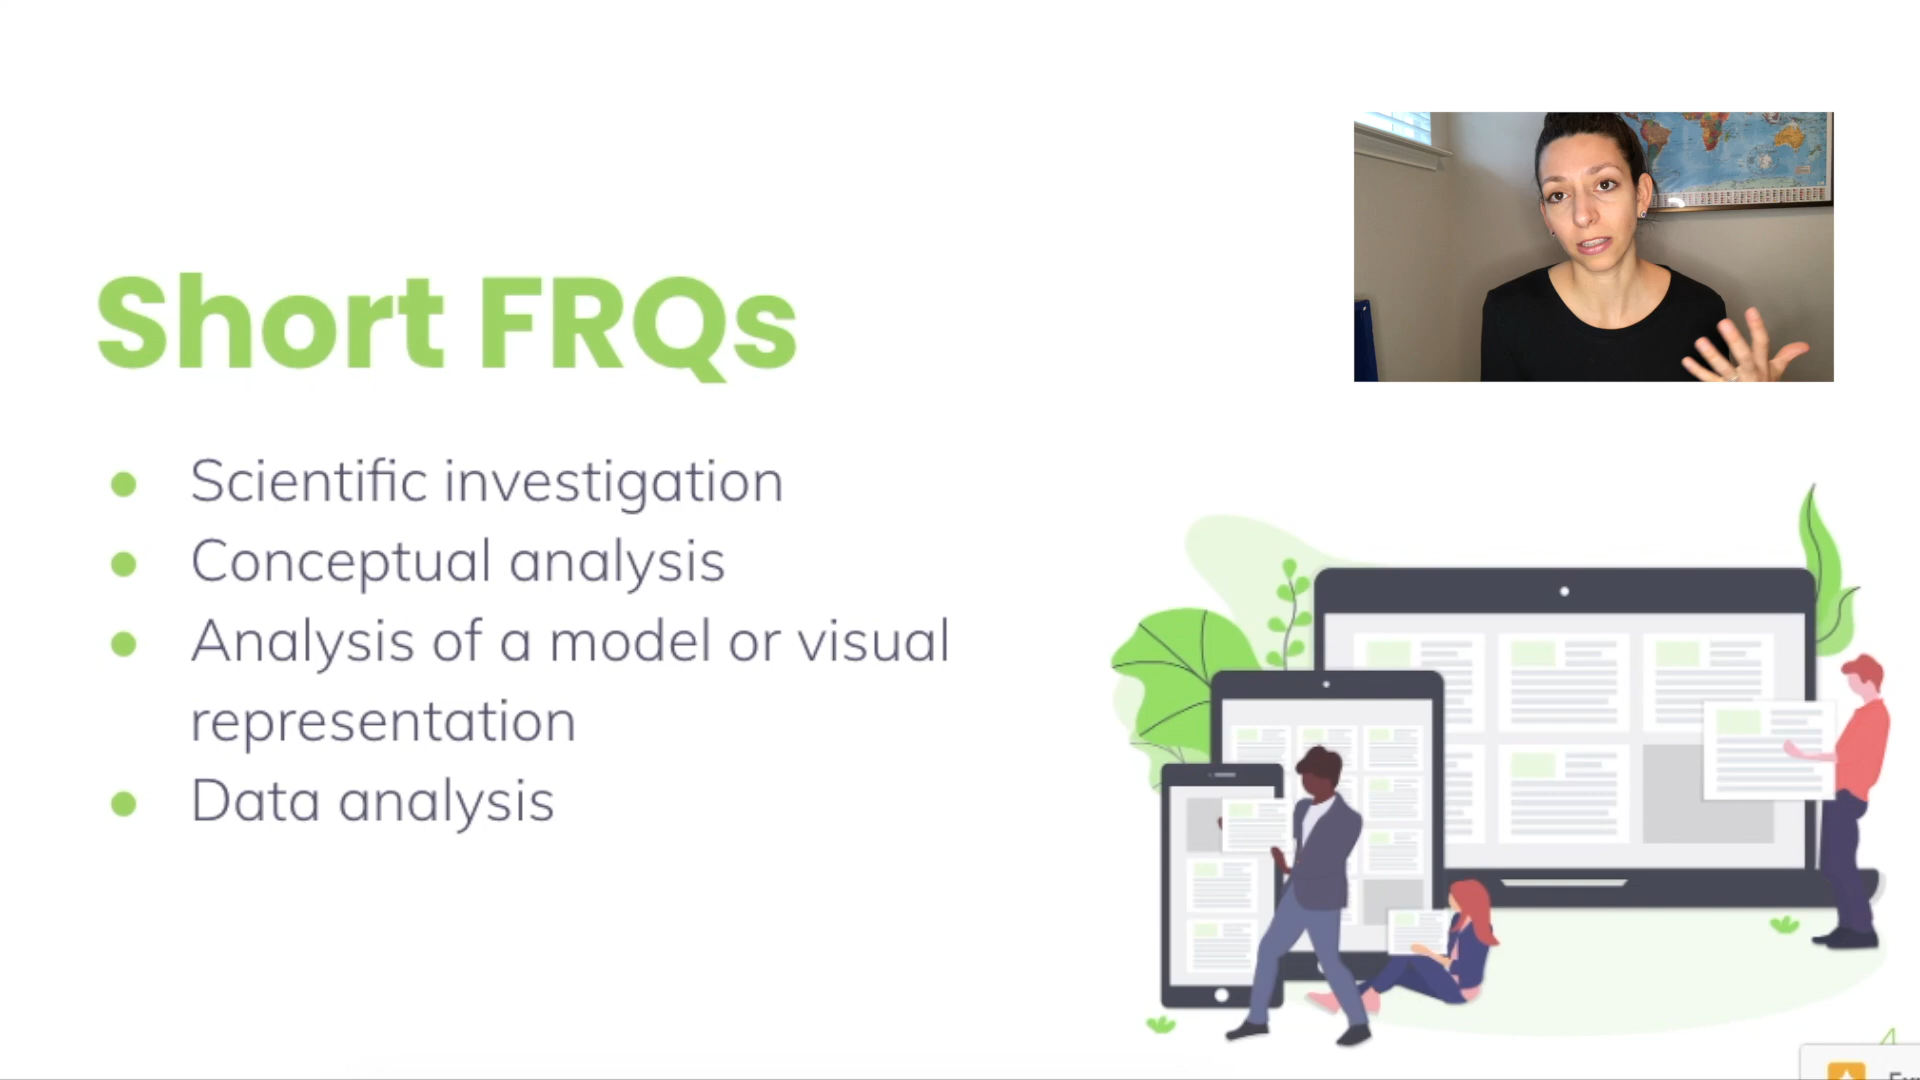 Short FRQs
Scientific investigation
Conceptual analysis
Analysis of a model or visual
representation
Data analysis